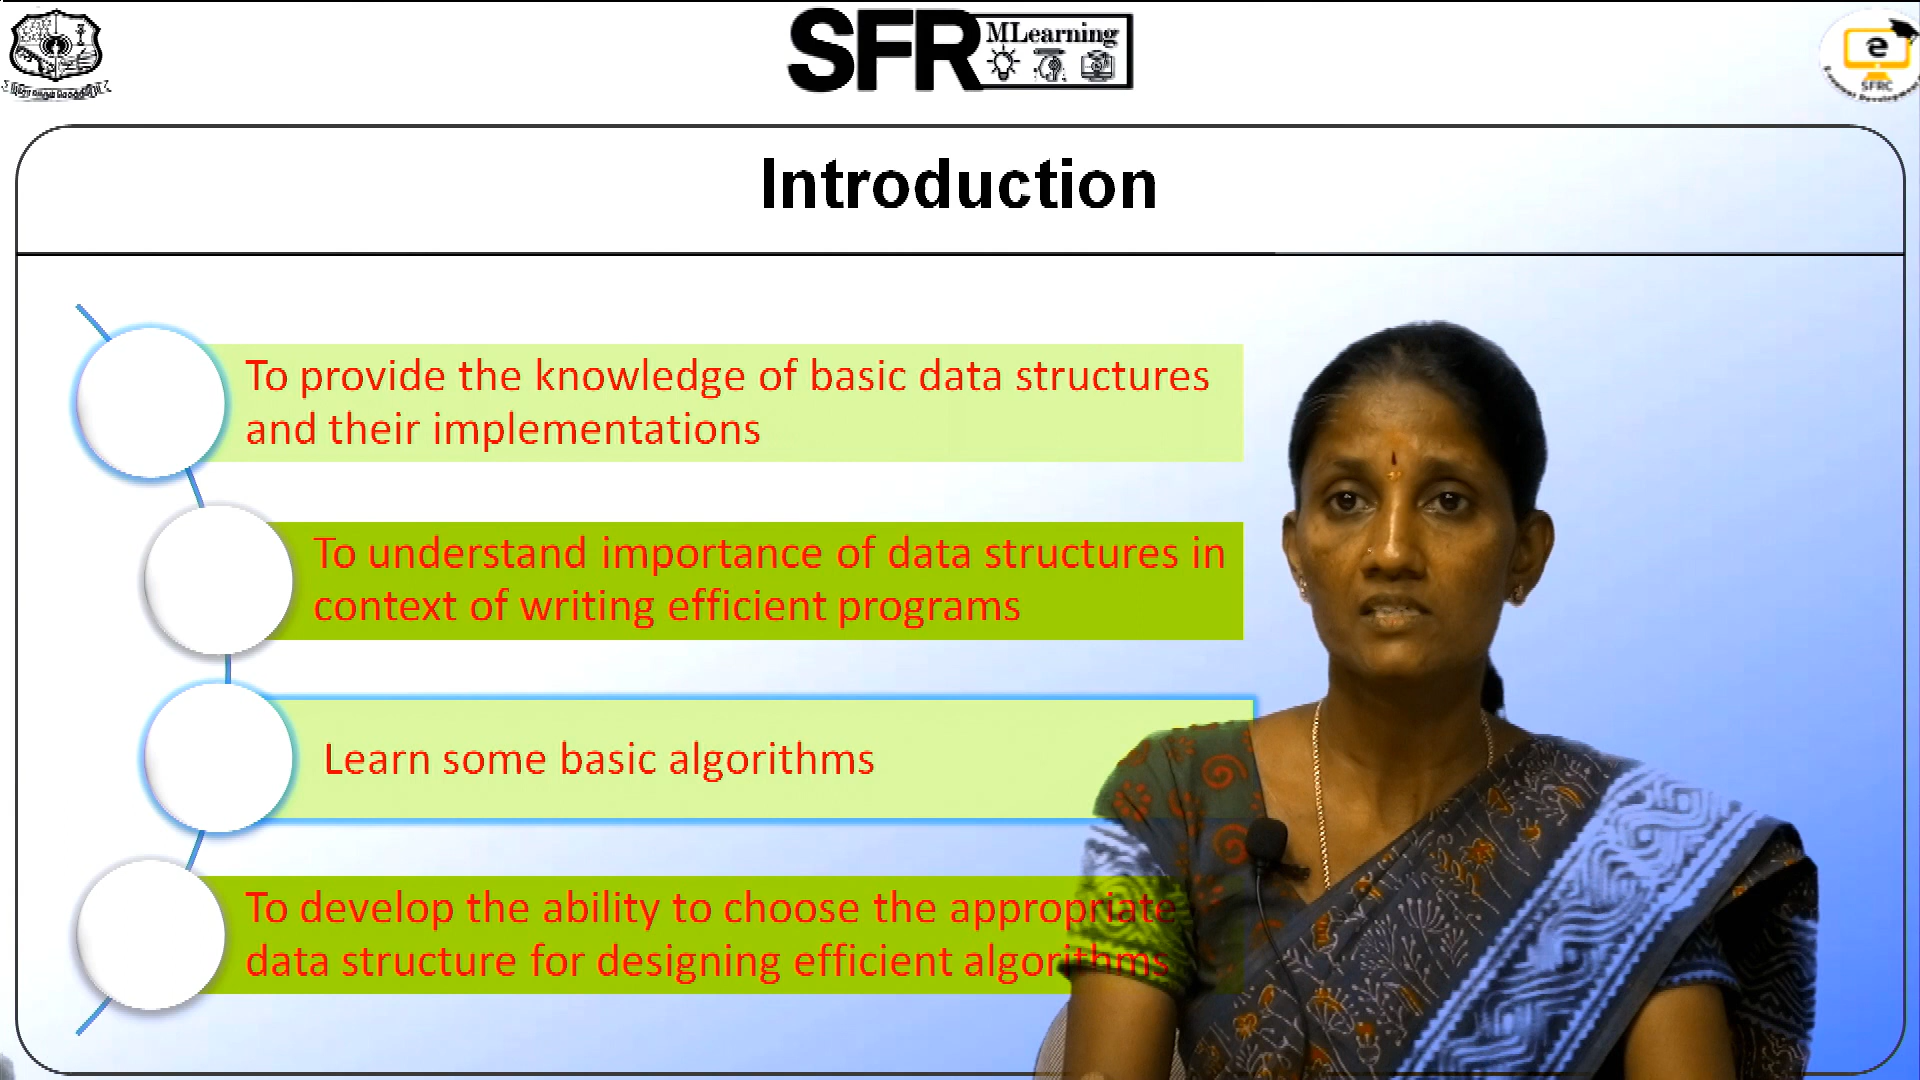 SFR MLearning
e
SFRC
Introduction
To provide the knowledge of basic data structures
and their implementations
To understand importance of data structures in
context of writing efficient programs
Learn some basic algorithms
To develop the ability to choose the appropriate
data structure for designing efficient algorithms